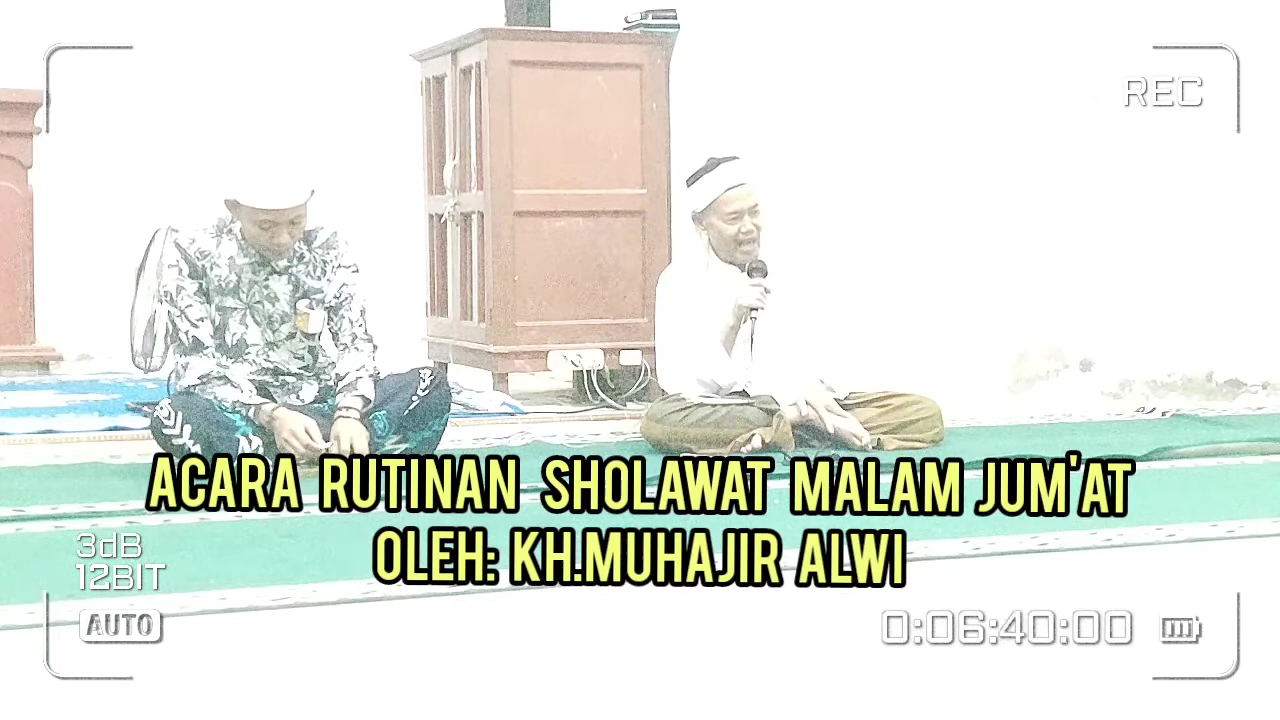 REC
ACARA RUTINAN SHOLAWAT MALAM JUM'AT
OLEH: KH.MUHAJIR ALWI
3dB
12BIT
AUTO
0:06:40:00